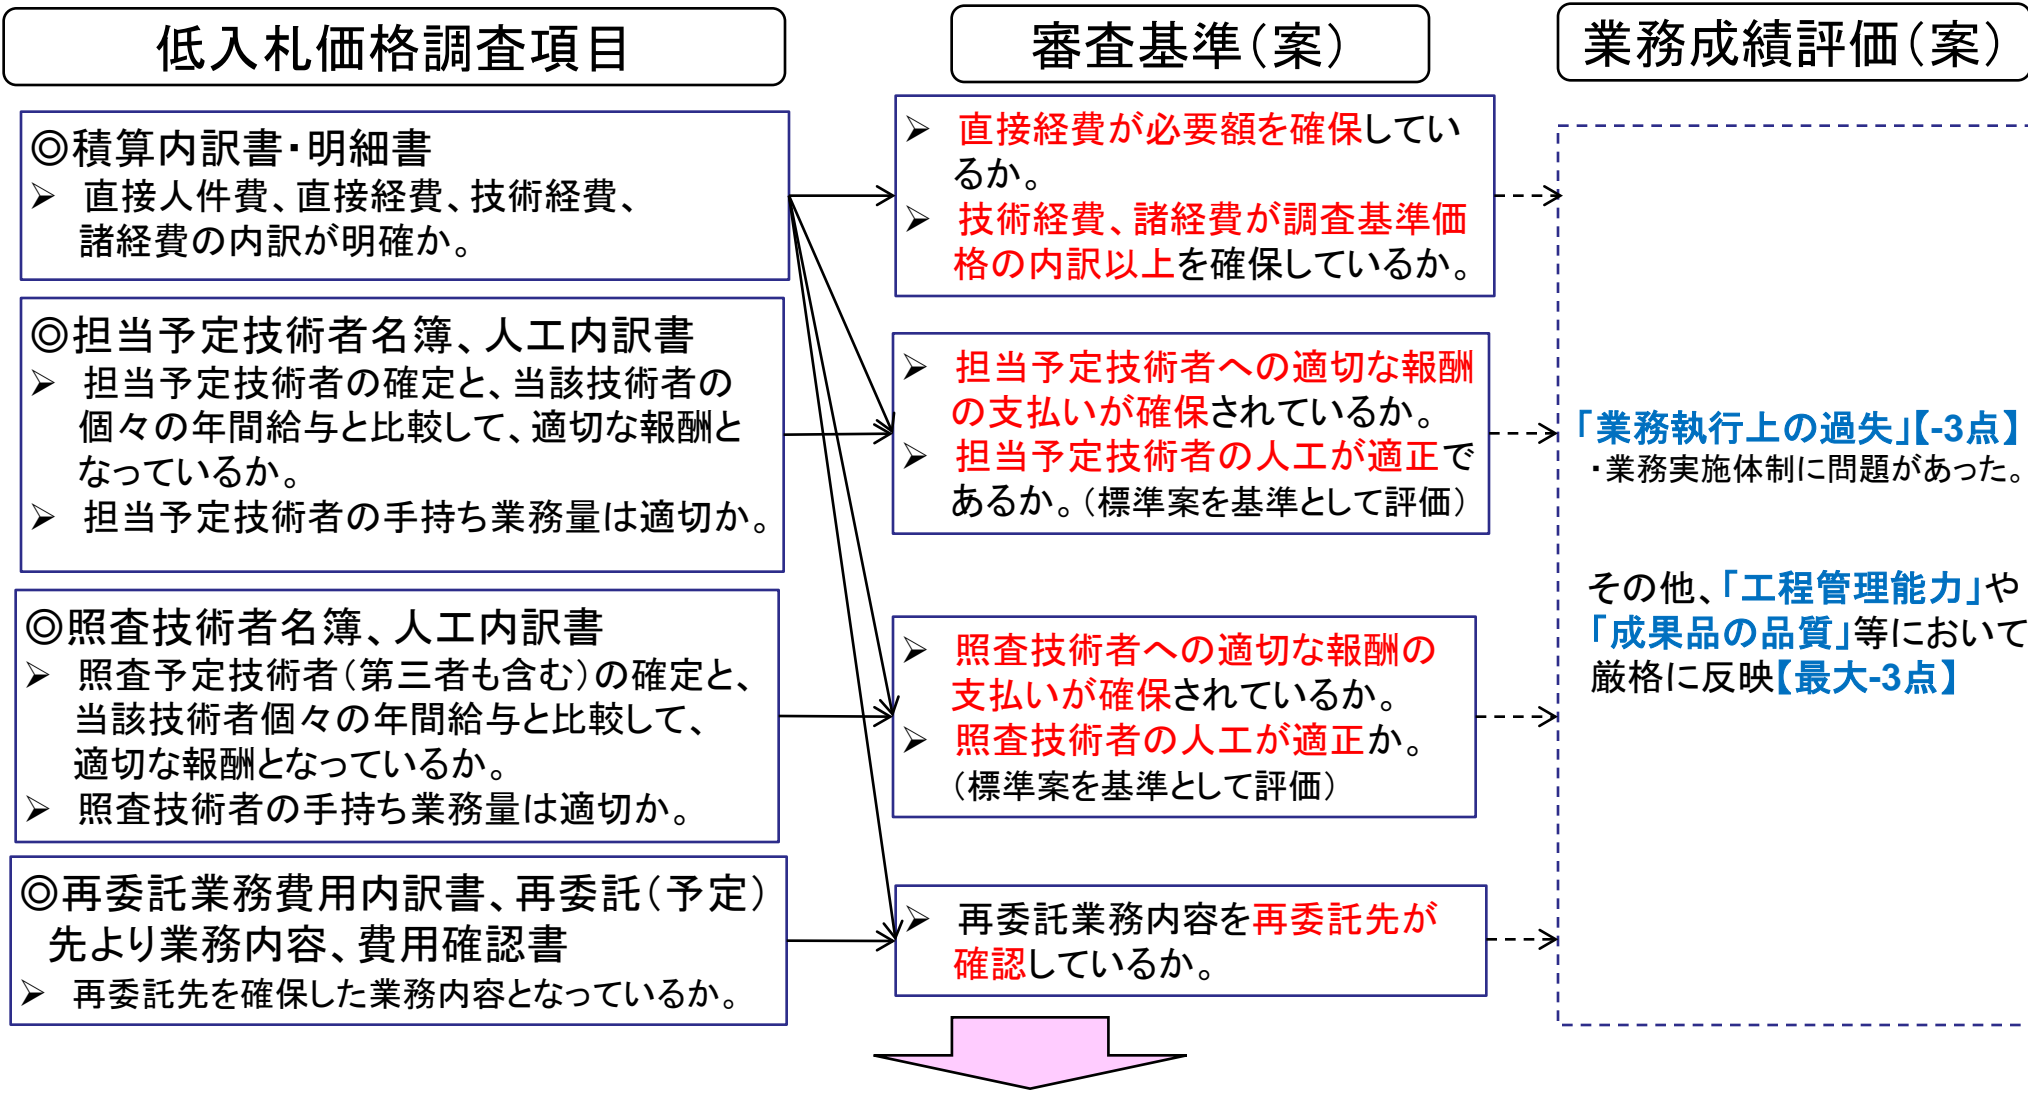 低入札価格調査項目
◎積算内訳書・明細書
➢ 直接人件費、直接経費、技術経費、
諸経費の内訳が明確か。
◎担当予定技術者名簿、人工内訳書
➢ 担当予定技術者の確定と、当該技術者の
個々の年間給与と比較して、適切な報酬と
なっているか。
➢ 担当予定技術者の手持ち業務量は適切か。
◎照査技術者名簿、人工内訳書
➢ 照査予定技術者（第三者も含む）の確定と、
当該技術者個々の年間給与と比較して、
適切な報酬となっているか。
➢ 照査技術者の手持ち業務量は適切か。
◎再委託業務費用内訳書、再委託（予定）
先より業務内容、費用確認書
➢ 再委託先を確保した業務内容となっているか。
審査基準（案）
➢ 直接経費が必要額を確保してい
るか。
➢ 技術経費、諸経費が調査基準価
格の内訳以上を確保しているか。
➢ 担当予定技術者への適切な報酬
の支払いが確保されているか。
➢ 担当予定技術者の人工が適正で
あるか。（標準案を基準として評価）
➢ 照査技術者への適切な報酬の
支払いが確保されているか。
➢ 照査技術者の人工が適正か。
（標準案を基準として評価）
➢ 再委託業務内容を再委託先が
確認しているか。
業務成績評価（案）
「業務執行上の過失」【-3点】
・業務実施体制に問題があった。
その他、「工程管理能力」や
「成果品の品質」等において
厳格に反映【最大-3点】